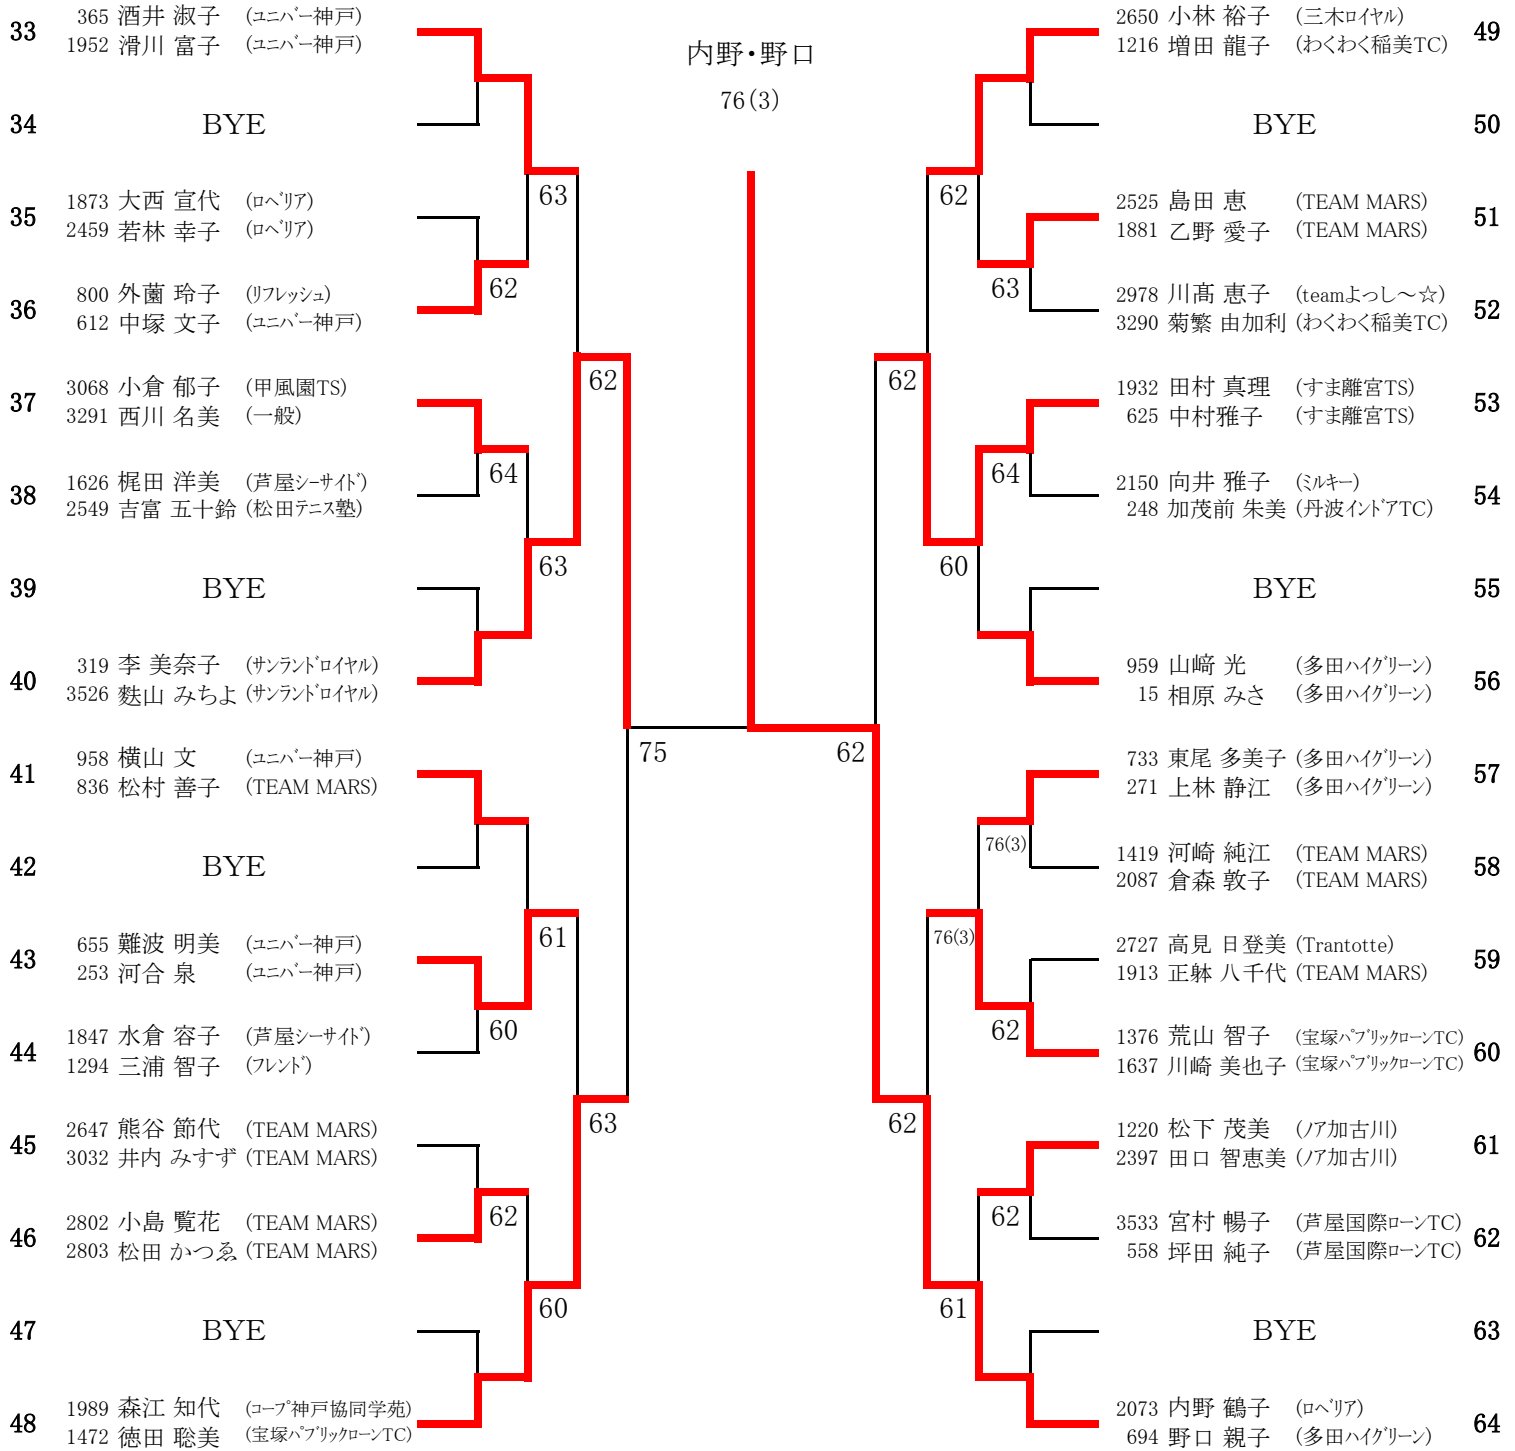 内野・野口
76(3)
33 365 酒井 淑子 (ユニバー神戸)
1952 滑川 富子 (ユニバー神戸)
34 BYE
63
35 1873 大西 宣代 (ロベリア)
2459 若林 幸子 (ロベリア)
62
36 800 外薗 玲子 (リフレッシュ)
612 中塚 文子 (ユニバー神戸)
62
37 3068 小倉 郁子 (甲風園TS)
3291 西川 名美 (一般)
64
38 1626 梶田 洋美 (芦屋シーサイド)
2549 吉富 五十鈴 (松田テニス塾)
63
39 BYE
40 319 李 美奈子 (サンランドロイヤル)
3526 麩山 みちよ (サンランドロイヤル)
75
41 958 横山 文 (ユニバー神戸)
836 松村 善子 (TEAM MARS)
42 BYE
61
43 655 難波 明美 (ユニバー神戸)
253 河合 泉 (ユニバー神戸)
60
44 1847 水倉 容子 (芦屋シーサイド)
1294 三浦 智子 (フレンド)
63
45 2647 熊谷 節代 (TEAM MARS)
3032 井内 みすず (TEAM MARS)
62
46 2802 小島 覧花 (TEAM MARS)
2803 松田 かつゑ (TEAM MARS)
60
47 BYE
48 1989 森江 知代 (コープ神戸協同学苑)
1472 徳田 聡美 (宝塚パブリックローンTC)
2650 小林 裕子 (三木ロイヤル) 49
1216 増田 龍子 (わくわく稲美TC)
BYE 50
62
2525 島田 恵 (TEAM MARS) 51
1881 乙野 愛子 (TEAM MARS)
63
2978 川髙 恵子 (teamよっし～☆) 52
3290 菊繁 由加利 (わくわく稲美TC)
62
1932 田村 真理 (すま離宮TS) 53
625 中村雅子 (すま離宮TS)
64
2150 向井 雅子 (ミルキー) 54
248 加茂前 朱美 (丹波インドアTC)
60
BYE 55
959 山﨑 光 (多田ハイグリーン) 56
15 相原 みさ (多田ハイグリーン)
62
733 東尾 多美子 (多田ハイグリーン) 57
271 上林 静江 (多田ハイグリーン)
76(3)
1419 河崎 純江 (TEAM MARS) 58
2087 倉森 敦子 (TEAM MARS)
76(3)
2727 高見 日登美 (Trantotte) 59
1913 正躰 八千代 (TEAM MARS)
62
1376 荒山 智子 (宝塚パブリックローンTC) 60
1637 川崎 美也子 (宝塚パブリックローンTC)
62
1220 松下 茂美 (ノア加古川) 61
2397 田口 智恵美 (ノア加古川)
62
3533 宮村 暢子 (芦屋国際ローンTC) 62
558 坪田 純子 (芦屋国際ローンTC)
61
BYE 63
2073 内野 鶴子 (ロベリア) 64
694 野口 親子 (多田ハイグリーン)